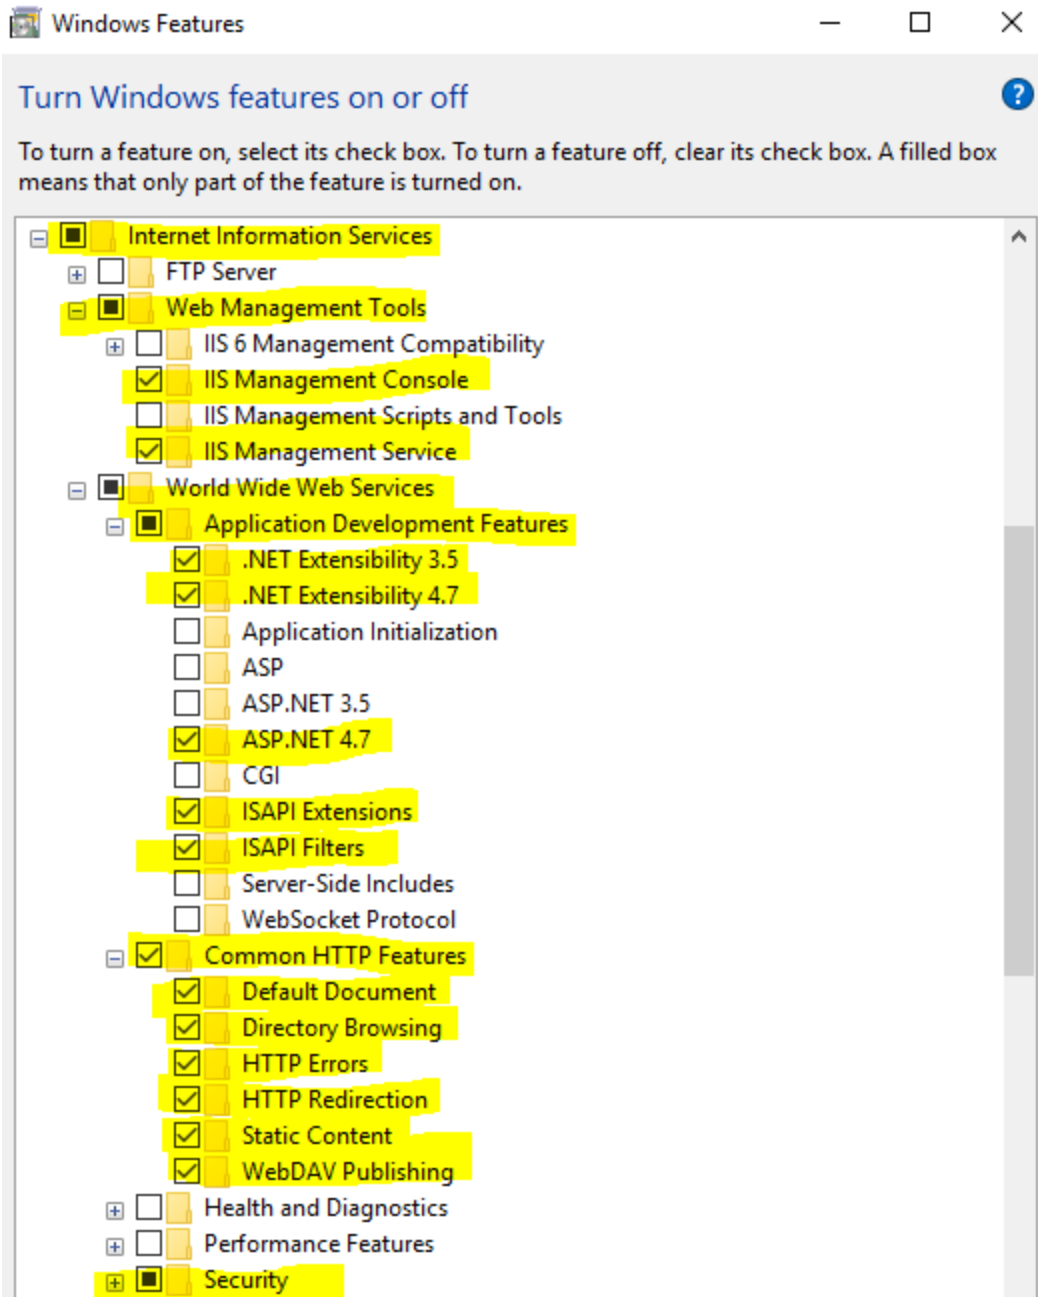 Windows Features
Turn Windows features on or off
?
To turn a feature on, select its check box. To turn a feature off, clear its check box. A filled box
means that only part of the feature is turned on.
Internet Information Services
FTP Server
Web Management Tools
IIS 6 Management Compatibility
IIS Management Console
IIS Management Scripts and Tools
IIS Management Service
World Wide Web Services
Application Development Features
.NET Extensibility 3.5
.NET Extensibility 4.7
Application Initialization
ASP
ASP.NET 3.5
ASP.NET 4.7
CGI
ISAPI Extensions
ISAPI Filters
Server-Side Includes
WebSocket Protocol
Common HTTP Features
Default Document
Directory Browsing
HTTP Errors
HTTP Redirection
Static Content
WebDAV Publishing
Health and Diagnostics
Performance Features
Security